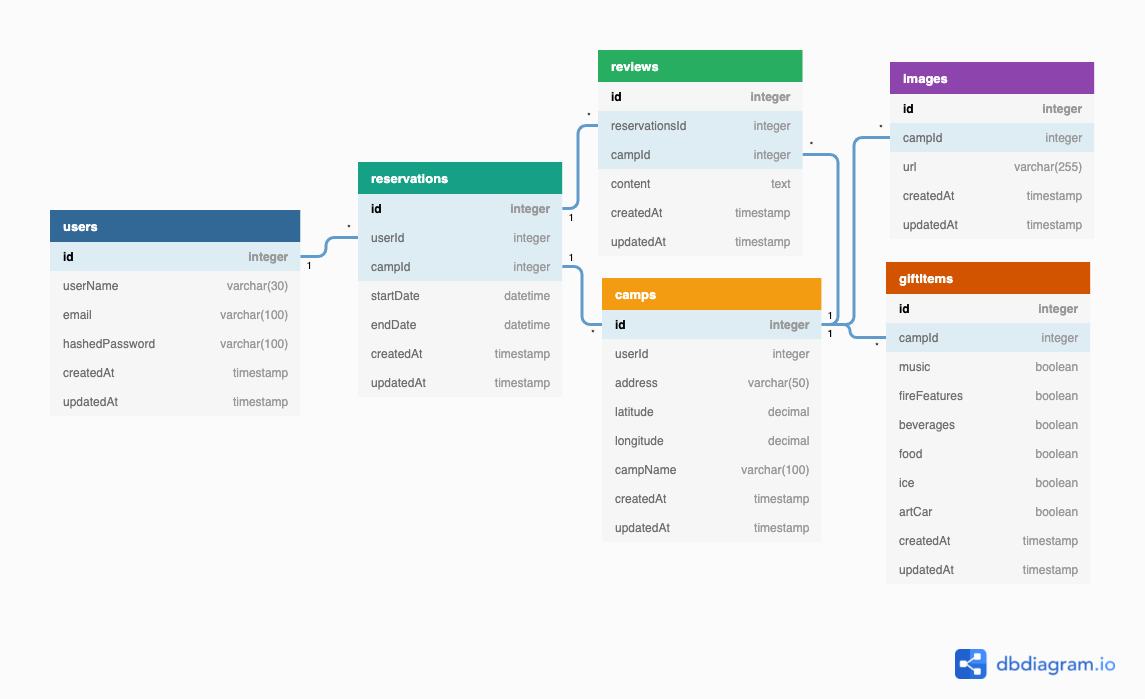 users
id integer
userName varchar(30)
email varchar(100)
hashedPassword varchar(100)
createdAt timestamp
updatedAt timestamp
1
*
reservations
id integer
userId integer
campId integer
startDate datetime
endDate datetime
createdAt timestamp
updatedAt timestamp
1
*
1
*
reviews
id integer
reservationsId integer
campId integer
content text
createdAt timestamp
updatedAt timestamp
*
camps
id integer
userId integer
address varchar(50)
latitude decimal
longitude decimal
campName varchar(100)
createdAt timestamp
updatedAt timestamp
1
1
*
images
id integer
campId integer
url varchar(255)
createdAt timestamp
updatedAt timestamp
*
giftItems
id integer
campId integer
music boolean
fireFeatures boolean
beverages boolean
food boolean
ice boolean
artCar boolean
createdAt timestamp
updatedAt timestamp
dbdiagram.io